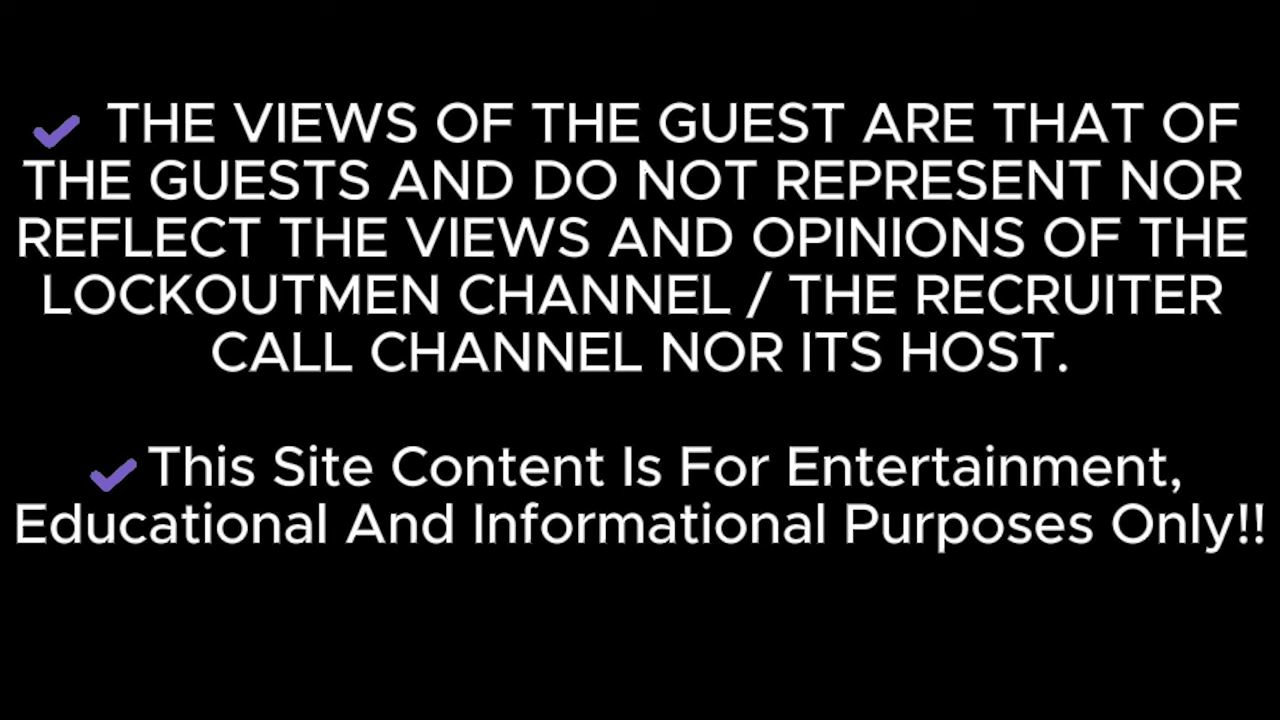 ✔ THE VIEWS OF THE GUEST ARE THAT OF
THE GUESTS AND DO NOT REPRESENT NOR
REFLECT THE VIEWS AND OPINIONS OF THE
LOCKOUTMEN CHANNEL / THE RECRUITER
CALL CHANNEL NOR ITS HOST.
✔This Site Content Is For Entertainment,
Educational And Informational Purposes Only!!